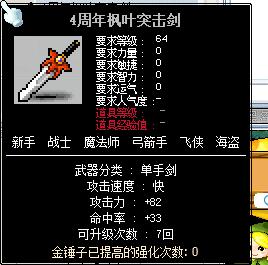 4周年枫叶突击剑
要求等级： 64
要求力量： 0
要求敏捷： 0
要求智力： 0
要求运气： 0
要求人气度： -
道具等级： -
道具经验值： -
新手 战士 魔法师 弓箭手 飞侠 海盗
武器分类 : 单手剑
攻击速度 : 快
攻击力 : +82
命中率 : +33
可升级次数 : 7回
金锤子已提高的强化次数: 0